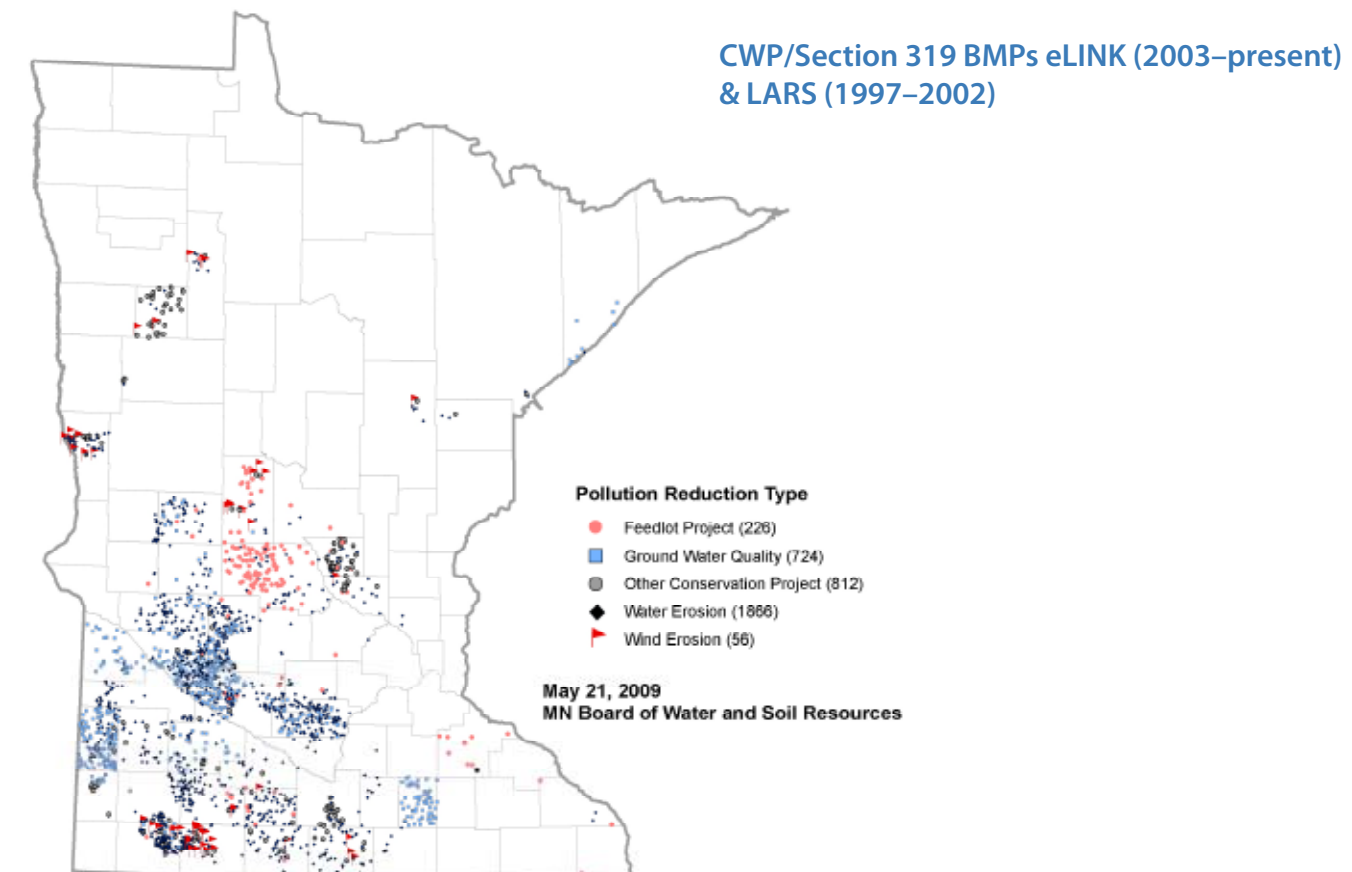 CWP/Section 319 BMPs eLINK (2003–present)
& LARS (1997–2002)
Pollution Reduction Type
Feedlot Project (226)
Ground Water Quality (724)
Other Conservation Project (812)
Water Erosion (1866)
Wind Erosion (56)
May 21, 2009
MN Board of Water and Soil Resources